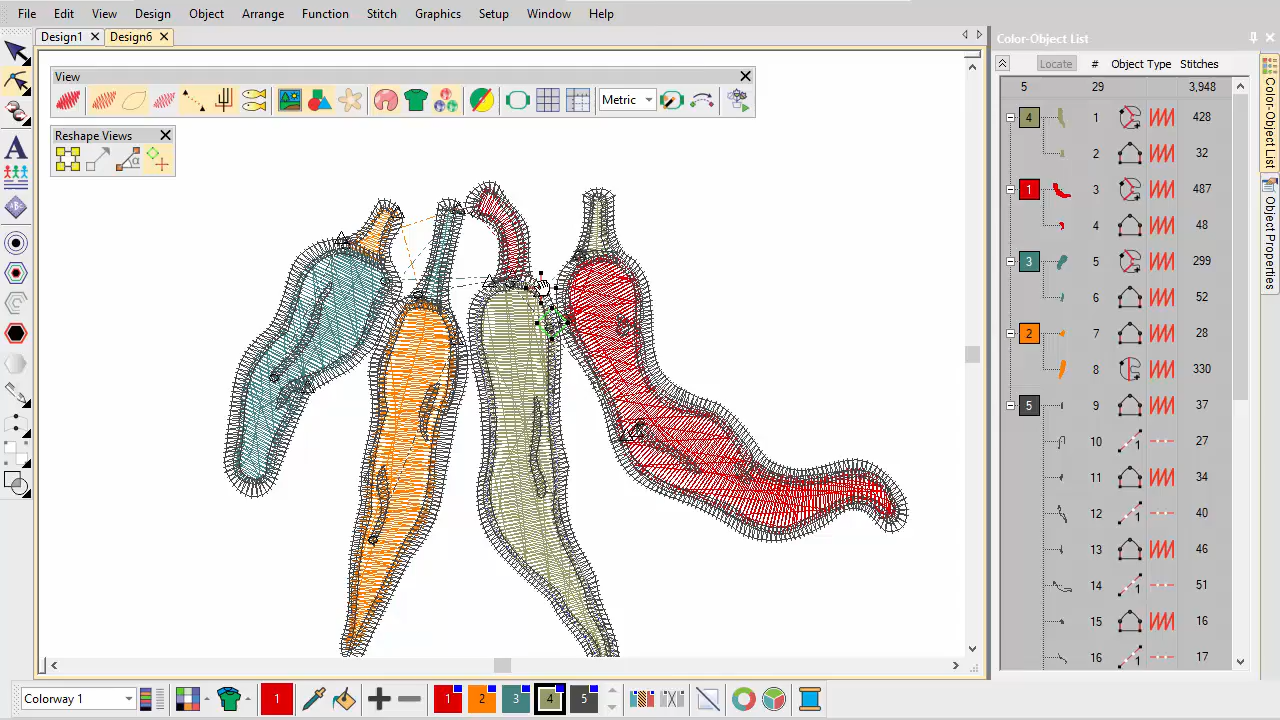 File Edit View Design Object Arrange Function Stitch Graphics Setup Window Help
Design1 Design6
Color-Object List
View
Metric
Reshape Views
Locate # Object Type Stitches
5 29 3,948
4 1 428
2 32
1 3 487
4 48
3 5 299
6 52
2 7 28
8 330
5 9 37
10 1 27
11 34
12 1 40
13 46
14 1 51
15 16
16 1 17
Color-Object List
Object Properties
Colorway 1 1 1 2 3 4 5